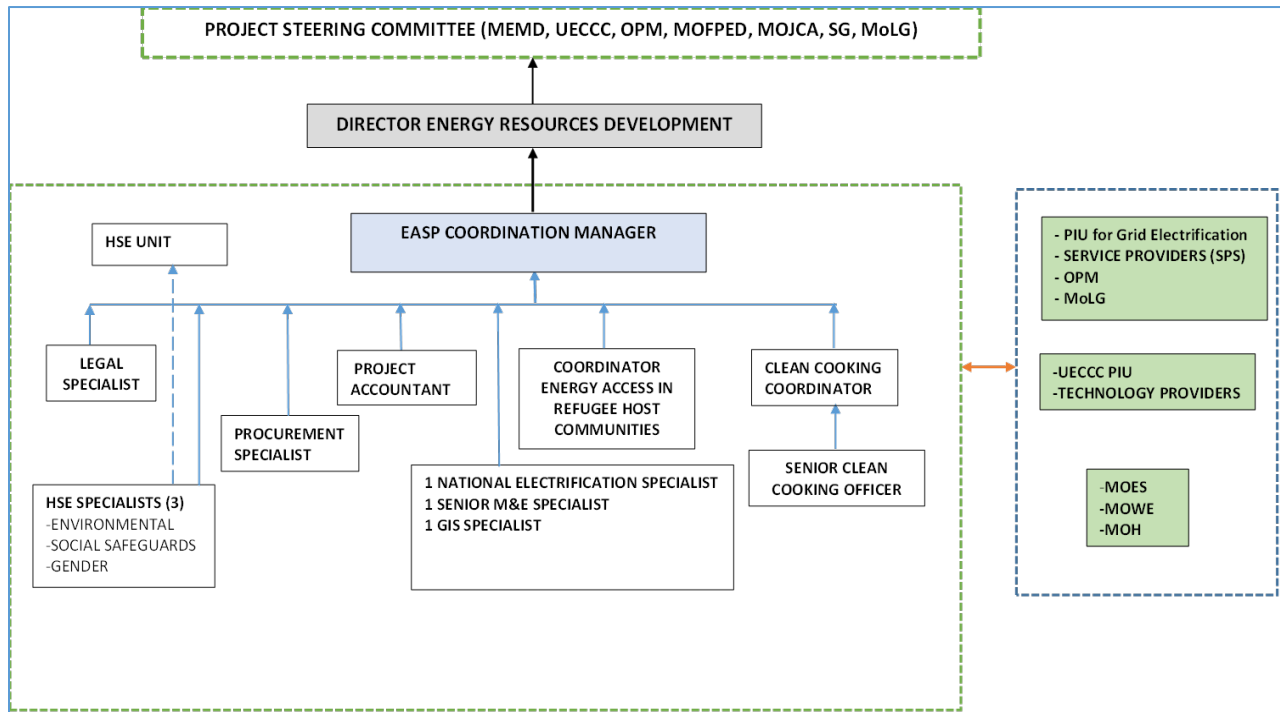 PROJECT STEERING COMMITTEE (MEMD, UECCC, OPM, MOFPED, MOJCA, SG, MoLG)
DIRECTOR ENERGY RESOURCES DEVELOPMENT
EASP COORDINATION MANAGER
HSE UNIT
LEGAL
SPECIALIST
PROCUREMENT
SPECIALIST
PROJECT
ACCOUNTANT
COORDINATOR
ENERGY ACCESS IN
REFUGEE HOST
COMMUNITIES
CLEAN COOKING
COORDINATOR
SENIOR CLEAN
COOKING OFFICER
HSE SPECIALISTS (3)
-ENVIRONMENTAL
-SOCIAL SAFEGUARDS
-GENDER
1 NATIONAL ELECTRIFICATION SPECIALIST
1 SENIOR M&E SPECIALIST
1 GIS SPECIALIST
- PIU for Grid Electrification
- SERVICE PROVIDERS (SPS)
- OPM
- MoLG
-UECCC PIU
-TECHNOLOGY PROVIDERS
-MOES
-MOWE
-MOH